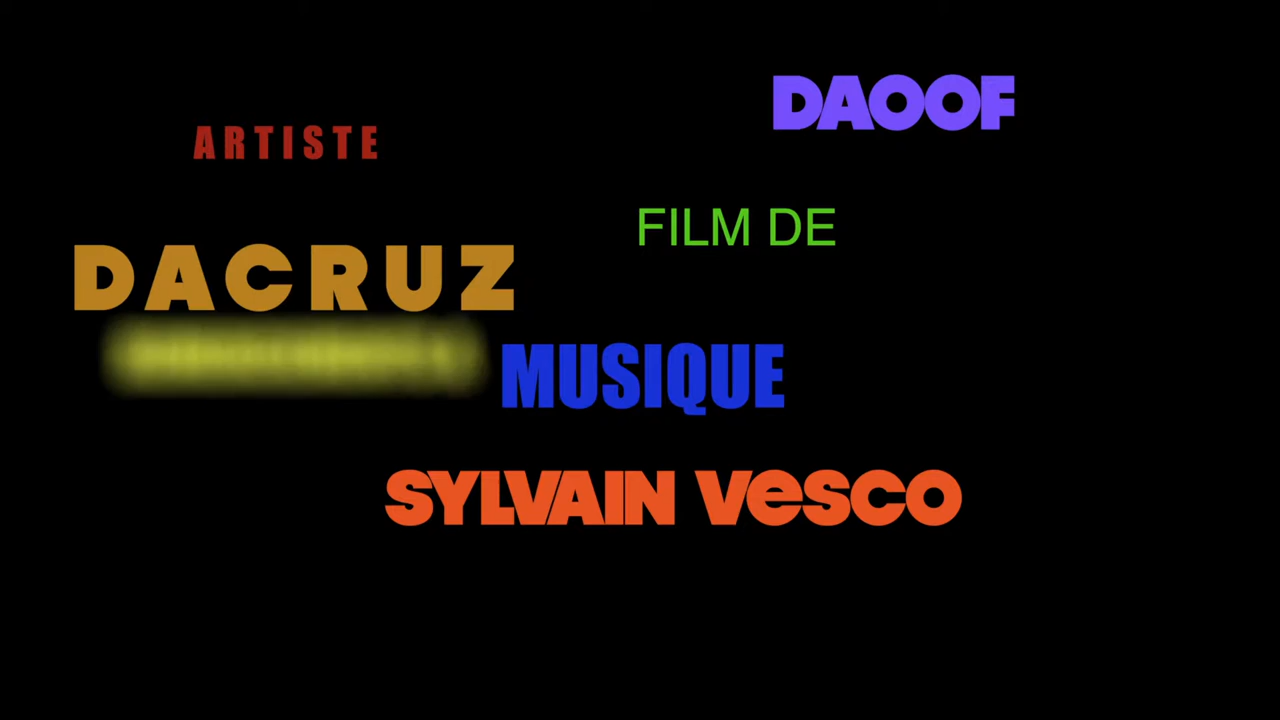 DAOOF
ARTISTE
FILM DE
DACRUZ
MUSIQUE
SYLVAIN VeSCO